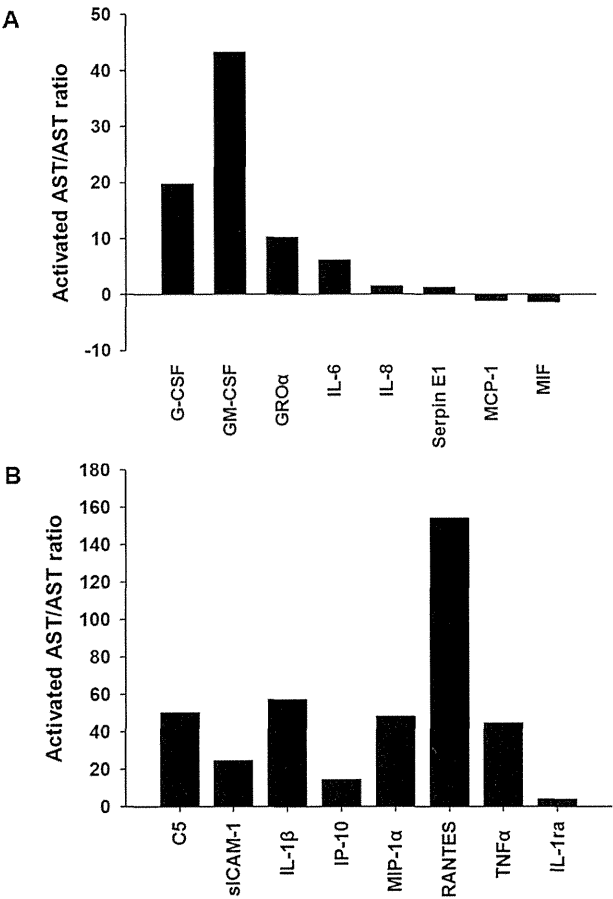 A
Activated AST/AST ratio
50
40
30
20
10
0
-10
G-CSF
GM-CSF
GROα
IL-6
IL-8
Serpin E1
MCP-1
MIF
B
Activated AST/AST ratio
180
160
140
120
100
80
60
40
20
0
C5
sICAM-1
IL-1β
IP-10
MIP-1α
RANTES
TNFα
IL-1ra